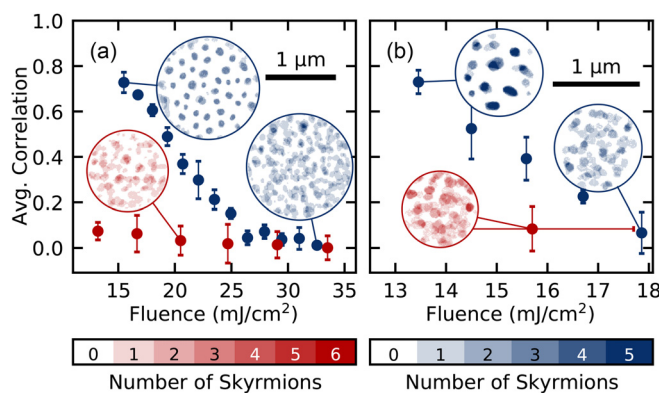 (a)
1 µm
(b)
1 µm
Avg. Correlation
1.0
0.8
0.6
0.4
0.2
0.0
15 20 25 30 35
13 14 15 16 17 18
Fluence (mJ/cm²)
Fluence (mJ/cm²)
0 1 2 3 4 5 6
0 1 2 3 4 5
Number of Skyrmions
Number of Skyrmions